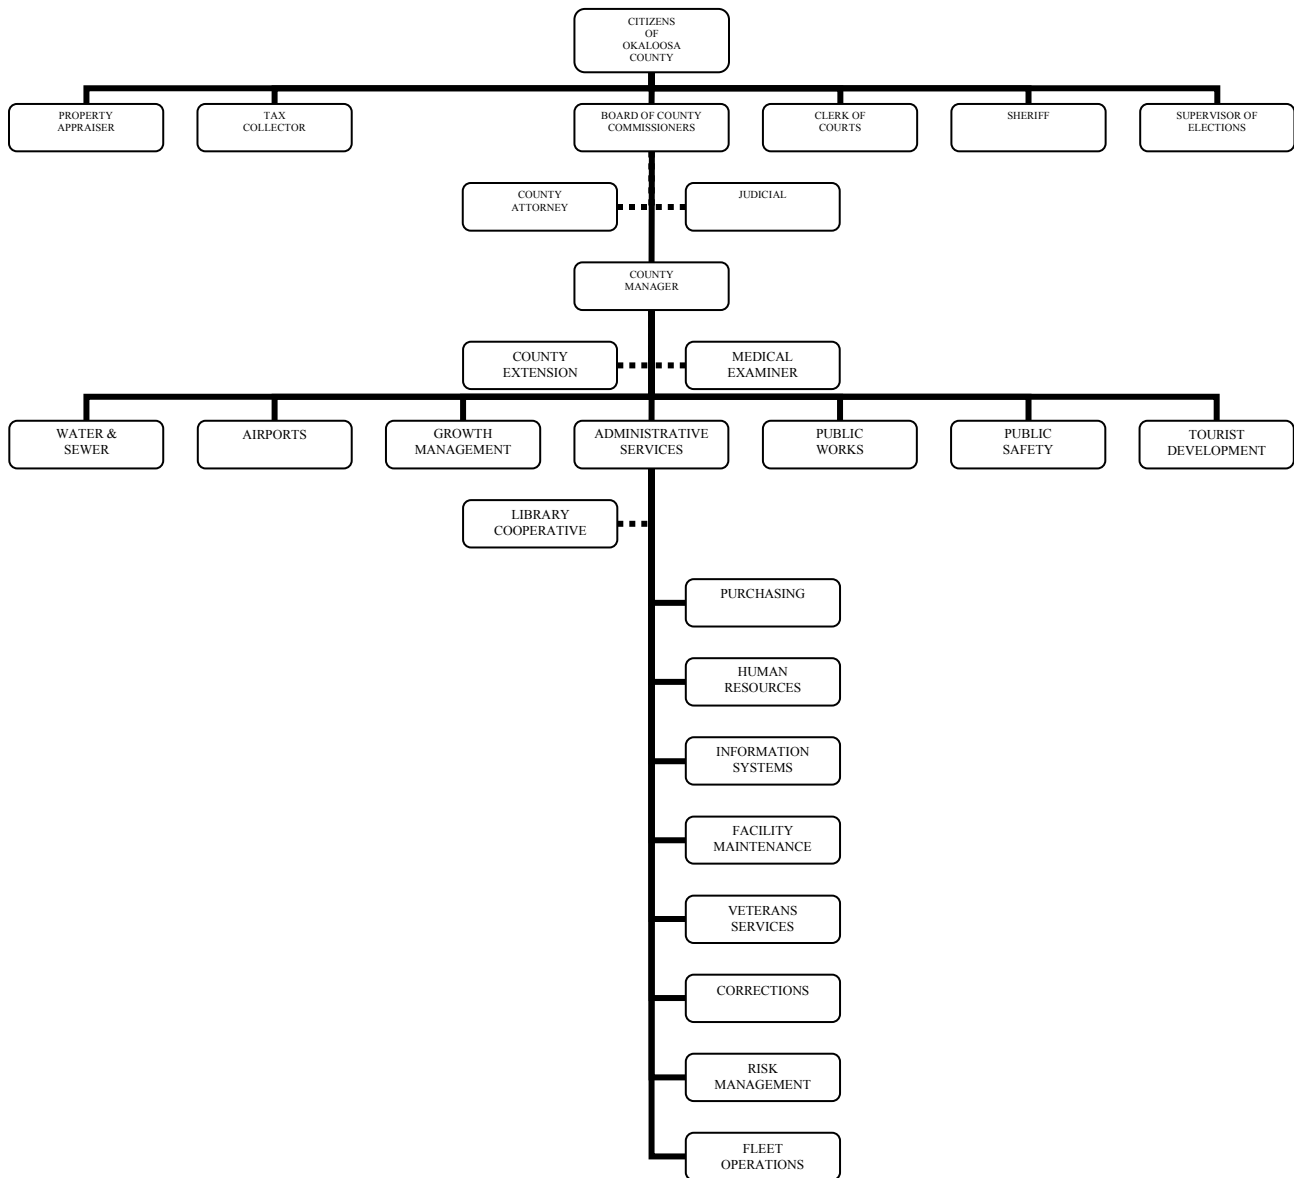 CITIZENS
OF
OKALOOSA
COUNTY
PROPERTY
APPRAISER
TAX
COLLECTOR
BOARD OF COUNTY
COMMISSIONERS
CLERK OF
COURTS
SHERIFF
SUPERVISOR OF
ELECTIONS
COUNTY
ATTORNEY
JUDICIAL
COUNTY
MANAGER
COUNTY
EXTENSION
MEDICAL
EXAMINER
WATER &
SEWER
AIRPORTS
GROWTH
MANAGEMENT
ADMINISTRATIVE
SERVICES
PUBLIC
WORKS
PUBLIC
SAFETY
TOURIST
DEVELOPMENT
LIBRARY
COOPERATIVE
PURCHASING
HUMAN
RESOURCES
INFORMATION
SYSTEMS
FACILITY
MAINTENANCE
VETERANS
SERVICES
CORRECTIONS
RISK
MANAGEMENT
FLEET
OPERATIONS